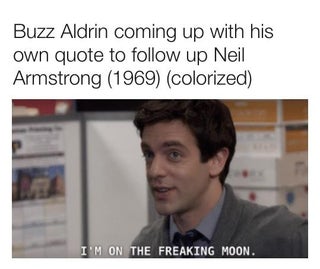 Buzz Aldrin coming up with his
own quote to follow up Neil
Armstrong (1969) (colorized)
I'M ON THE FREAKING MOON.